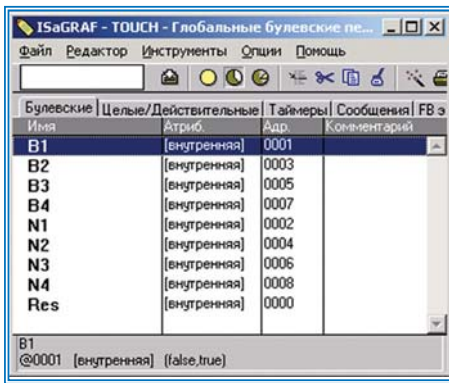 ISaGRAF - TOUCH - Глобальные булевские пе...
Файл Редактор Инструменты Опции Помощь
Булевские Целые/Действительные Таймеры Сообщения FB э
Имя Атриб. Адр. Комментарий
B1 [внутренняя] 0001
B2 [внутренняя] 0003
B3 [внутренняя] 0005
B4 [внутренняя] 0007
N1 [внутренняя] 0002
N2 [внутренняя] 0004
N3 [внутренняя] 0006
N4 [внутренняя] 0008
Res [внутренняя] 0000
B1
@0001 [внутренняя] (false,true)